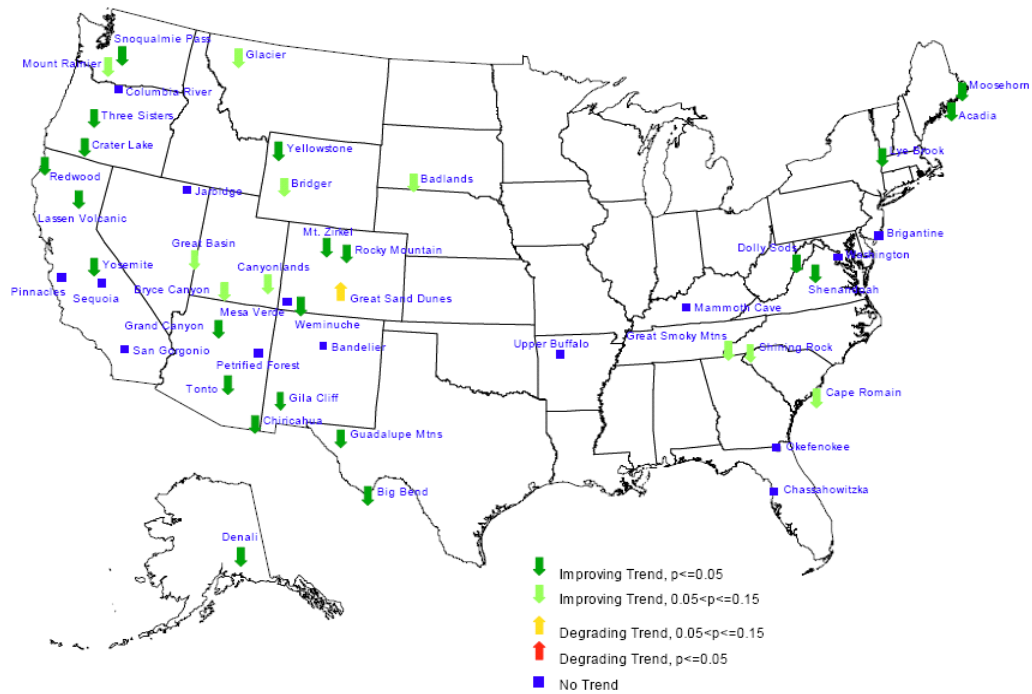 Snoqualmie Pass
Glacier
Mount Rainier
Columbia River
Moosehorn
Acadia
Three Sisters
Crater Lake
Yellowstone
Lye Brook
Redwood
Bridger
Badlands
Jarbidge
Lassen Volcanic
Mt. Zirkel
Brigantine
Great Basin
Rocky Mountain
Dolly Sods
Washington
Yosemite
Canyonlands
Pinnacles
Sequoia
Bryce Canyon
Great Sand Dunes
Shenandoah
Mesa Verde
Weminuche
Mammoth Cave
Grand Canyon
Great Smoky Mtns
San Gorgonio
Bandelier
Upper Buffalo
Shining Rock
Petrified Forest
Tonto
Gila Cliff
Cape Romain
Chiricahua
Guadalupe Mtns
Okefenokee
Big Bend
Chassahowitzka
Denali
Improving Trend, p<=0.05
Improving Trend, 0.05<p<=0.15
Degrading Trend, 0.05<p<=0.15
Degrading Trend, p<=0.05
No Trend